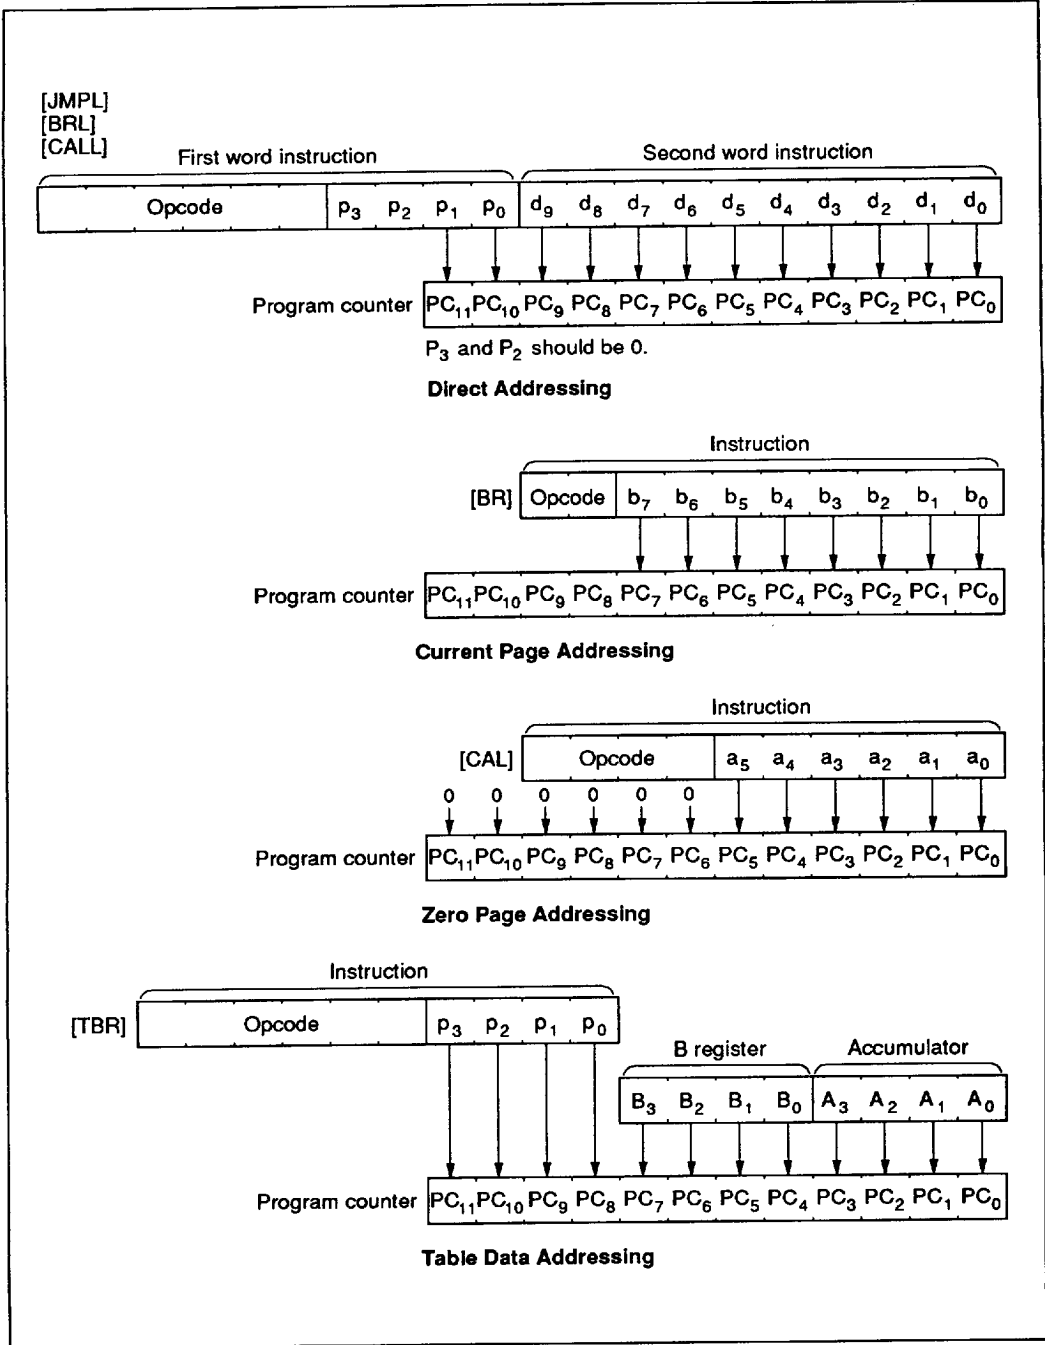 [JMPL]
[BRL]
[CALL]
First word instruction Second word instruction
Opcode p₃ p₂ p₁ p₀ d₉ d₈ d₇ d₆ d₅ d₄ d₃ d₂ d₁ d₀
Program counter PC₁₁ PC₁₀ PC₉ PC₈ PC₇ PC₆ PC₅ PC₄ PC₃ PC₂ PC₁ PC₀
P₃ and P₂ should be 0.
Direct Addressing
Instruction
[BR] Opcode b₇ b₆ b₅ b₄ b₃ b₂ b₁ b₀
Program counter PC₁₁ PC₁₀ PC₉ PC₈ PC₇ PC₆ PC₅ PC₄ PC₃ PC₂ PC₁ PC₀
Current Page Addressing
Instruction
[CAL] Opcode a₅ a₄ a₃ a₂ a₁ a₀
0 0 0 0 0 0
Program counter PC₁₁ PC₁₀ PC₉ PC₈ PC₇ PC₆ PC₅ PC₄ PC₃ PC₂ PC₁ PC₀
Zero Page Addressing
Instruction
[TBR] Opcode p₃ p₂ p₁ p₀
B register Accumulator
B₃ B₂ B₁ B₀ A₃ A₂ A₁ A₀
Program counter PC₁₁ PC₁₀ PC₉ PC₈ PC₇ PC₆ PC₅ PC₄ PC₃ PC₂ PC₁ PC₀
Table Data Addressing